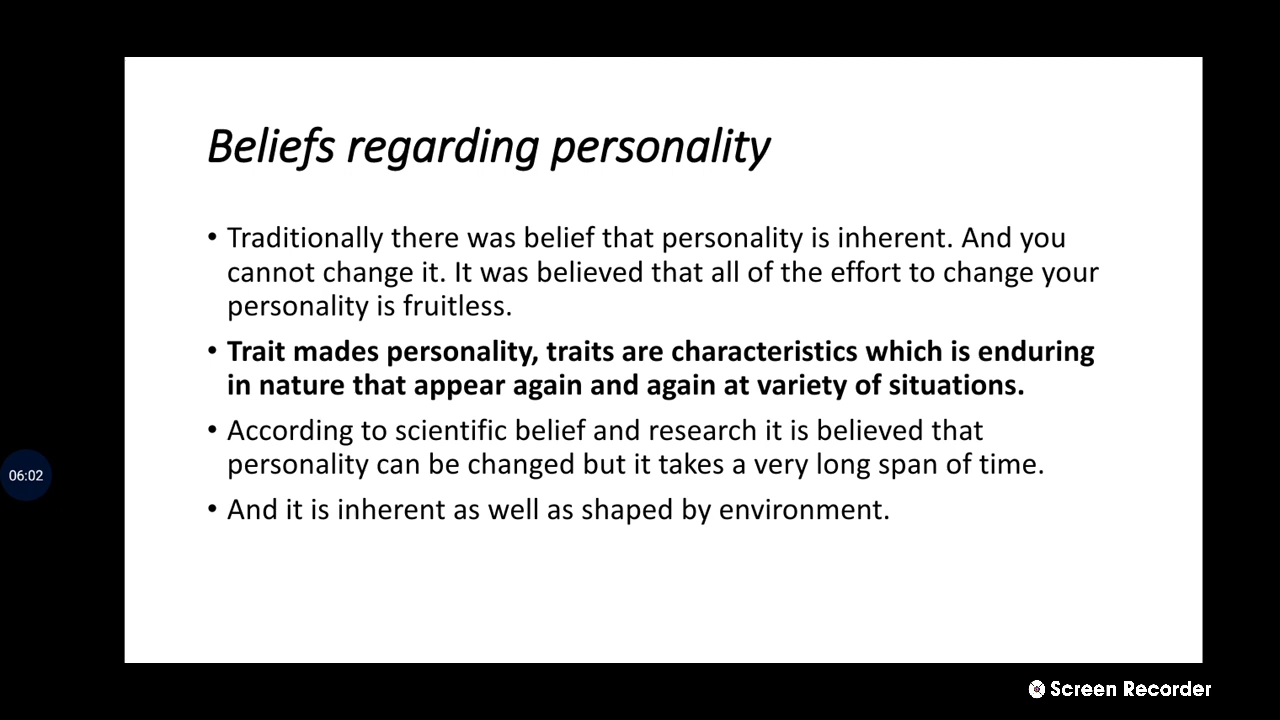 Beliefs regarding personality
• Traditionally there was belief that personality is inherent. And you
cannot change it. It was believed that all of the effort to change your
personality is fruitless.
• Trait mades personality, traits are characteristics which is enduring
in nature that appear again and again at variety of situations.
• According to scientific belief and research it is believed that
personality can be changed but it takes a very long span of time.
06:02
• And it is inherent as well as shaped by environment.
Screen Recorder